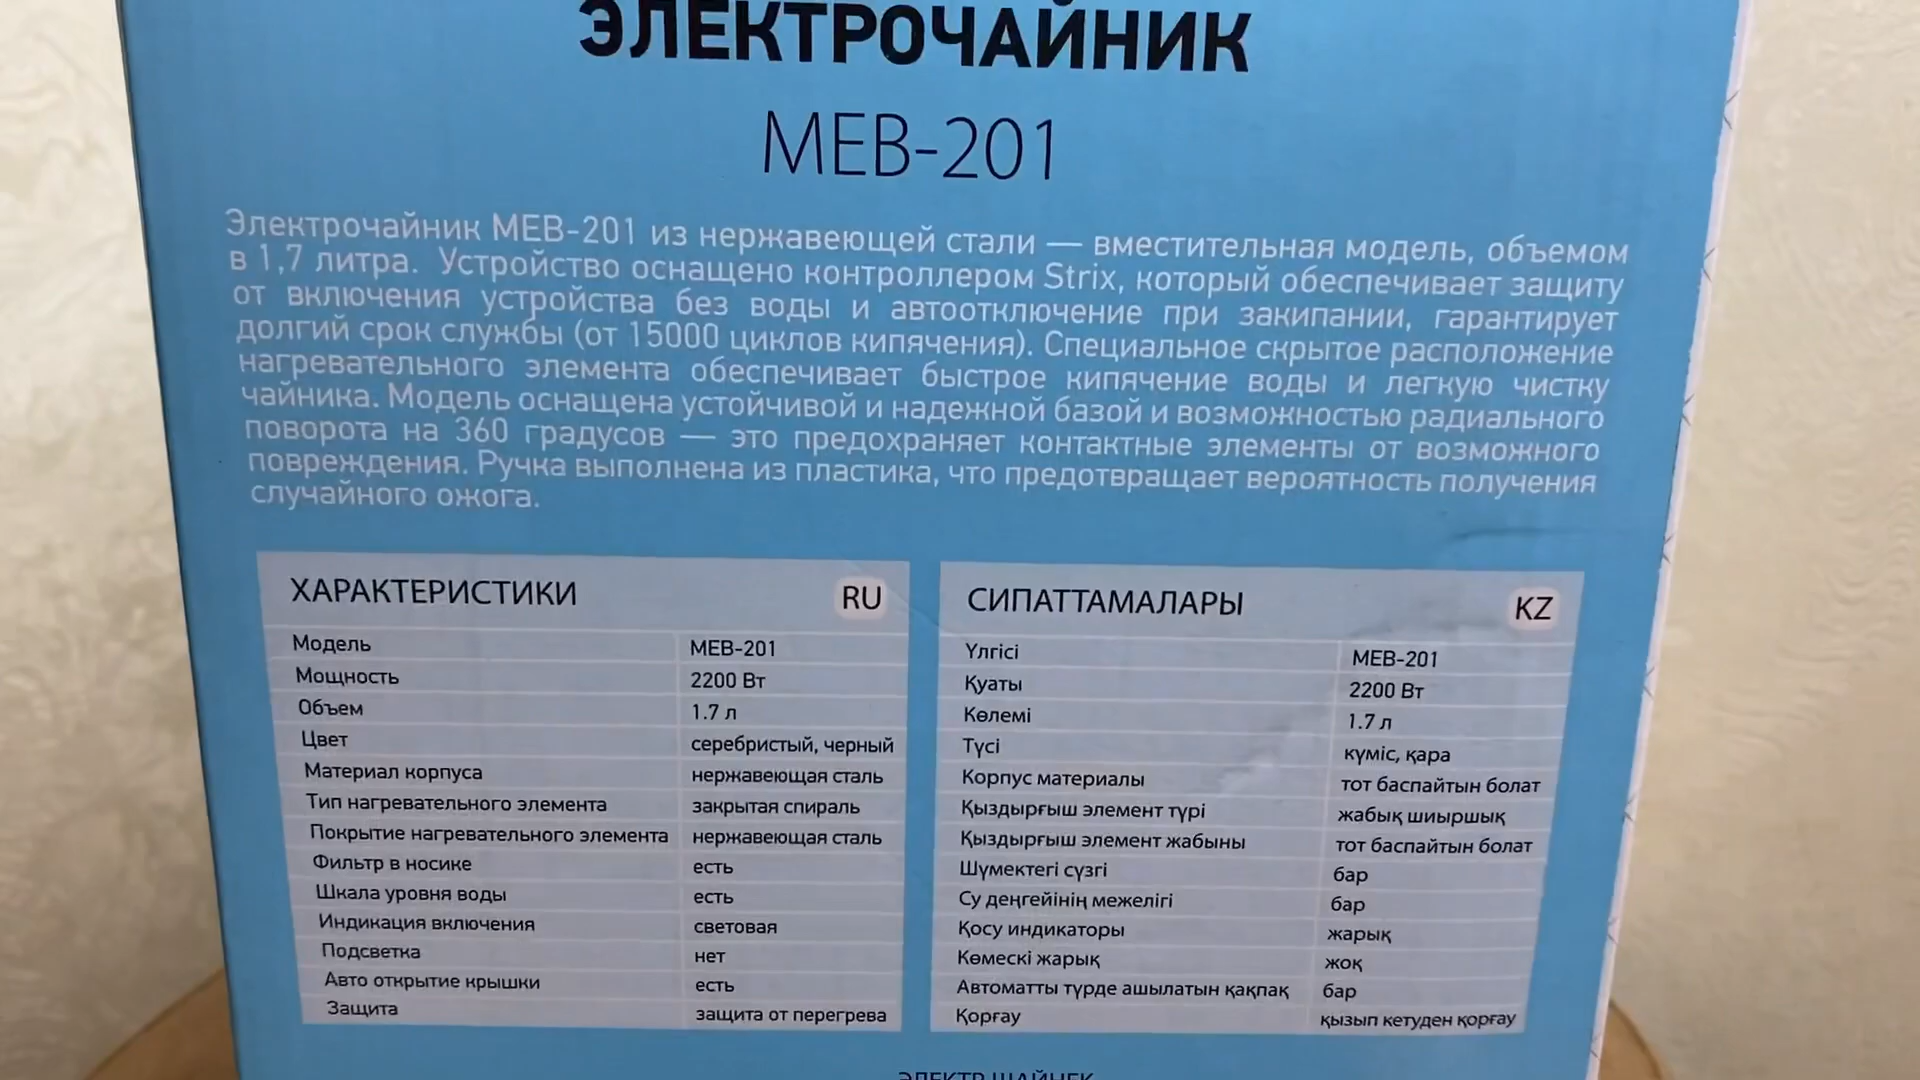 ЭЛЕКТРОЧАЙНИК
МЕВ-201
Электрочайник МЕВ-201 из нержавеющей стали — вместительная модель, объемом
в 1,7 литра. Устройство оснащено контроллером Strix, который обеспечивает защиту
от включения устройства без воды и автоотключение при закипании, гарантирует
долгий срок службы (от 15000 циклов кипячения). Специальное скрытое расположение
нагревательного элемента обеспечивает быстрое кипячение воды и легкую чистку
чайника. Модель оснащена устойчивой и надежной базой и возможностью радиального
поворота на 360 градусов — это предохраняет контактные элементы от возможного
повреждения. Ручка выполнена из пластика, что предотвращает вероятность получения
случайного ожога.
ХАРАКТЕРИСТИКИ RU
Модель МЕВ-201
Мощность 2200 Вт
Объем 1.7 л
Цвет серебристый, черный
Материал корпуса нержавеющая сталь
Тип нагревательного элемента закрытая спираль
Покрытие нагревательного элемента нержавеющая сталь
Фильтр в носике есть
Шкала уровня воды есть
Индикация включения световая
Подсветка нет
Авто открытие крышки есть
Защита защита от перегрева
СИПАТТАМАЛАРЫ KZ
Үлгісі МЕВ-201
Қуаты 2200 Вт
Көлемі 1.7 л
Түсі күміс, қара
Корпус материалы тот баспайтын болат
Қыздырғыш элемент түрі жабық шиыршық
Қыздырғыш элемент жабыны тот баспайтын болат
Шүмектегі сүзгі бар
Су деңгейінің межелігі бар
Қосу индикаторы жарық
Көмескі жарық жоқ
Автоматты түрде ашылатын қақпақ бар
Қорғау қызып кетуден қорғау
ЭЛЕКТР ШАЙНЕК